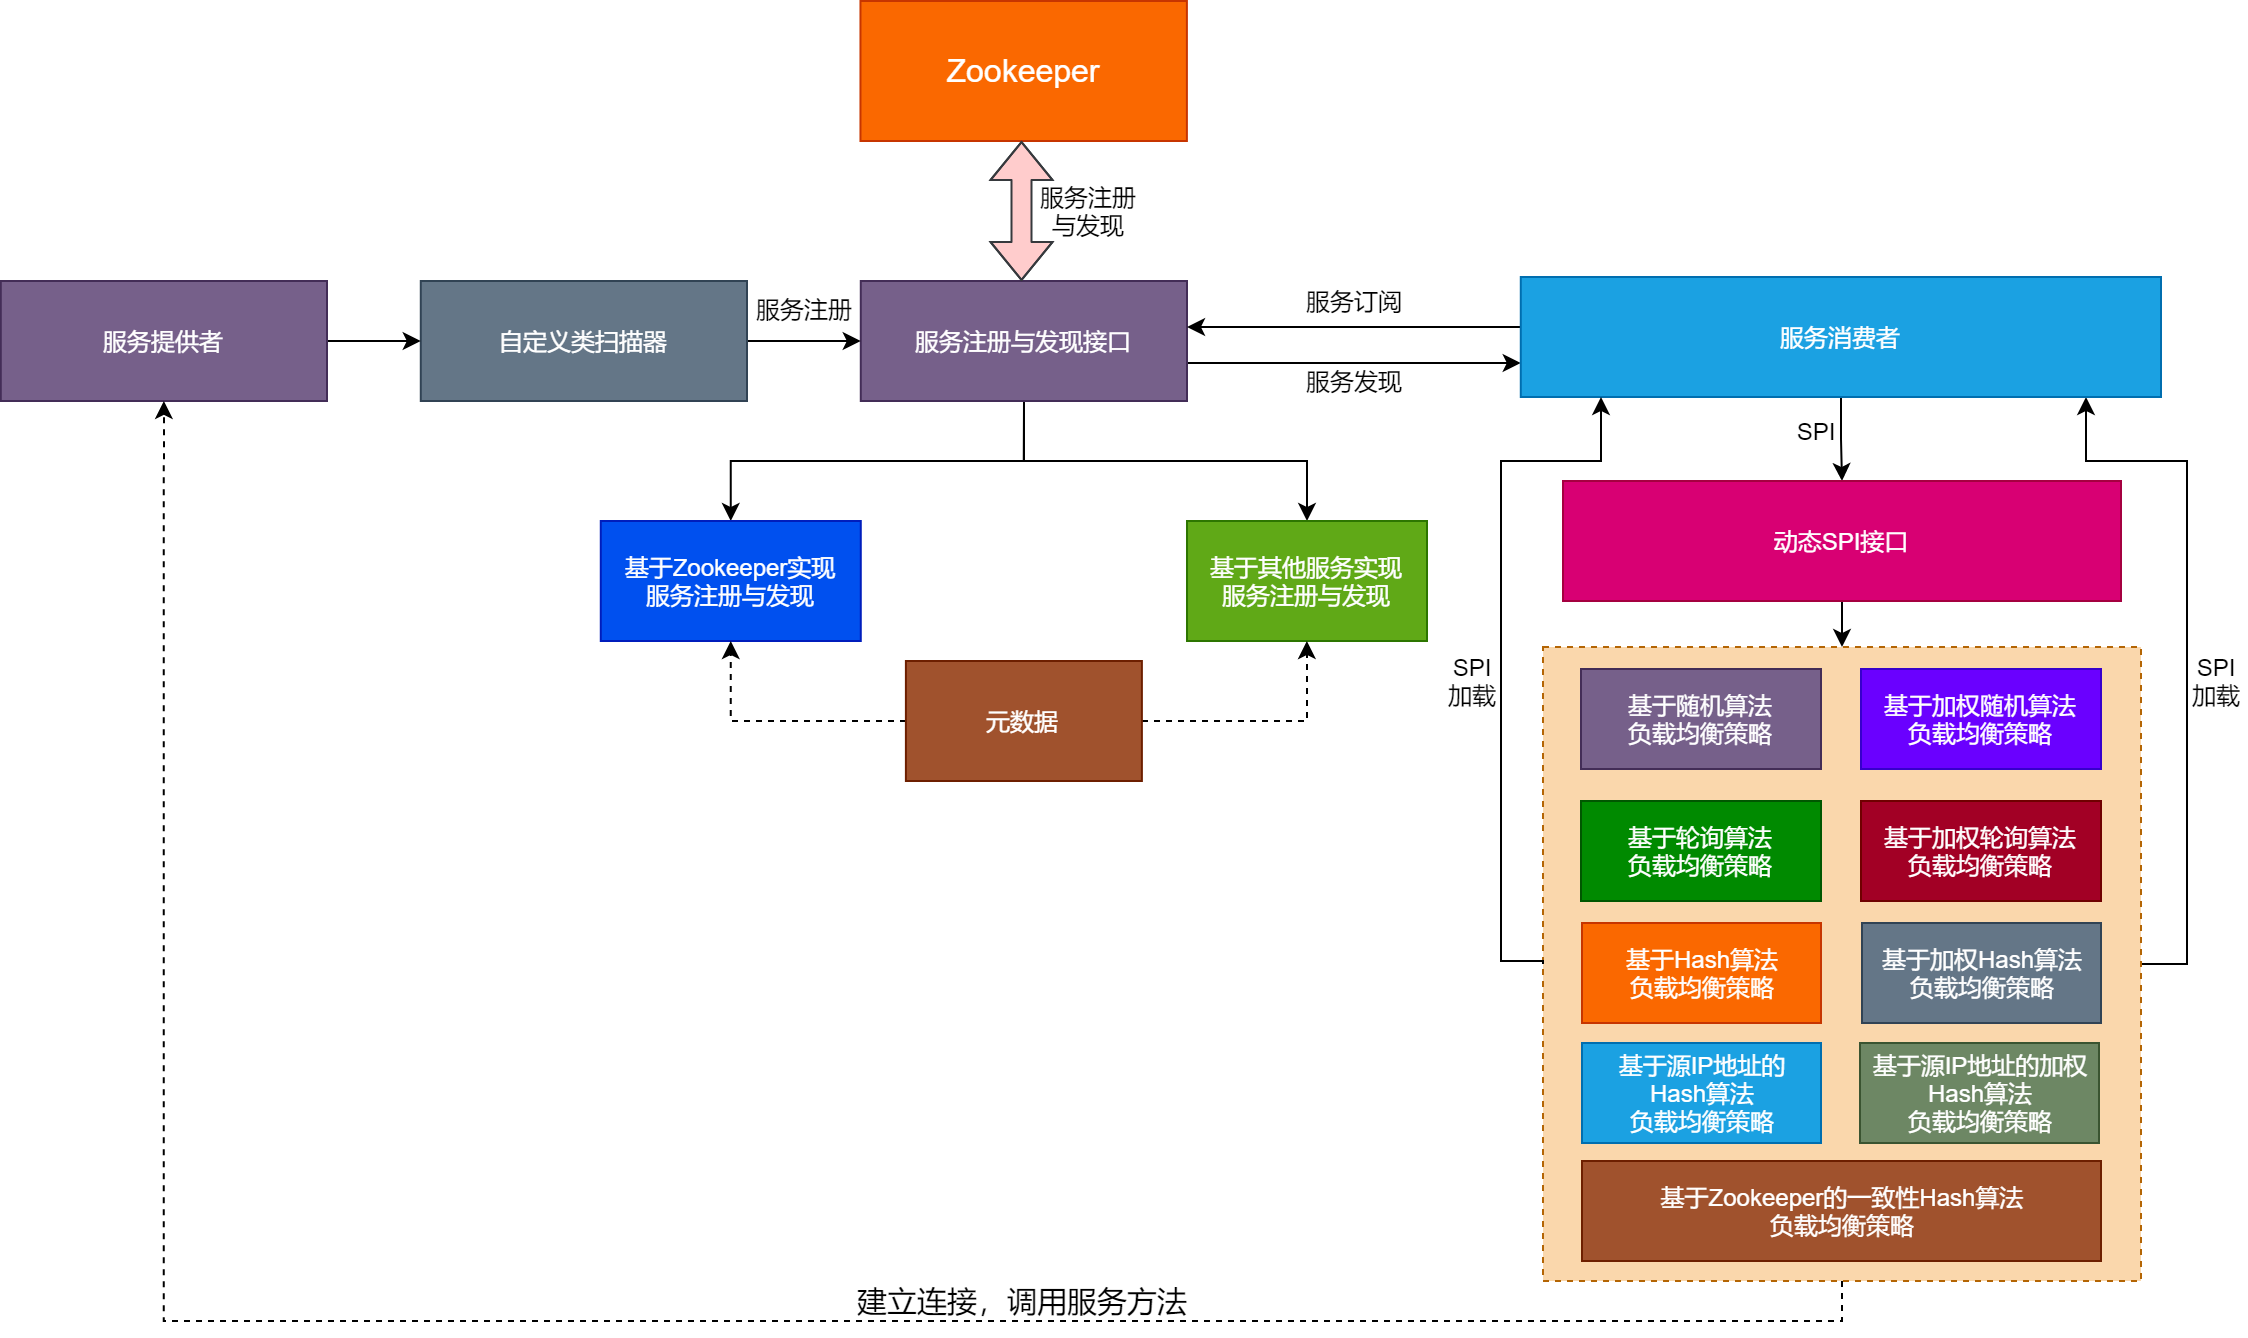 Zookeeper
服务注册
与发现
服务提供者
自定义类扫描器
服务注册
服务注册与发现接口
服务订阅
服务发现
服务消费者
SPI
动态SPI接口
基于Zookeeper实现
服务注册与发现
基于其他服务实现
服务注册与发现
元数据
SPI
加载
SPI
加载
基于随机算法
负载均衡策略
基于加权随机算法
负载均衡策略
基于轮询算法
负载均衡策略
基于加权轮询算法
负载均衡策略
基于Hash算法
负载均衡策略
基于加权Hash算法
负载均衡策略
基于源IP地址的
Hash算法
负载均衡策略
基于源IP地址的加权
Hash算法
负载均衡策略
基于Zookeeper的一致性Hash算法
负载均衡策略
建立连接，调用服务方法